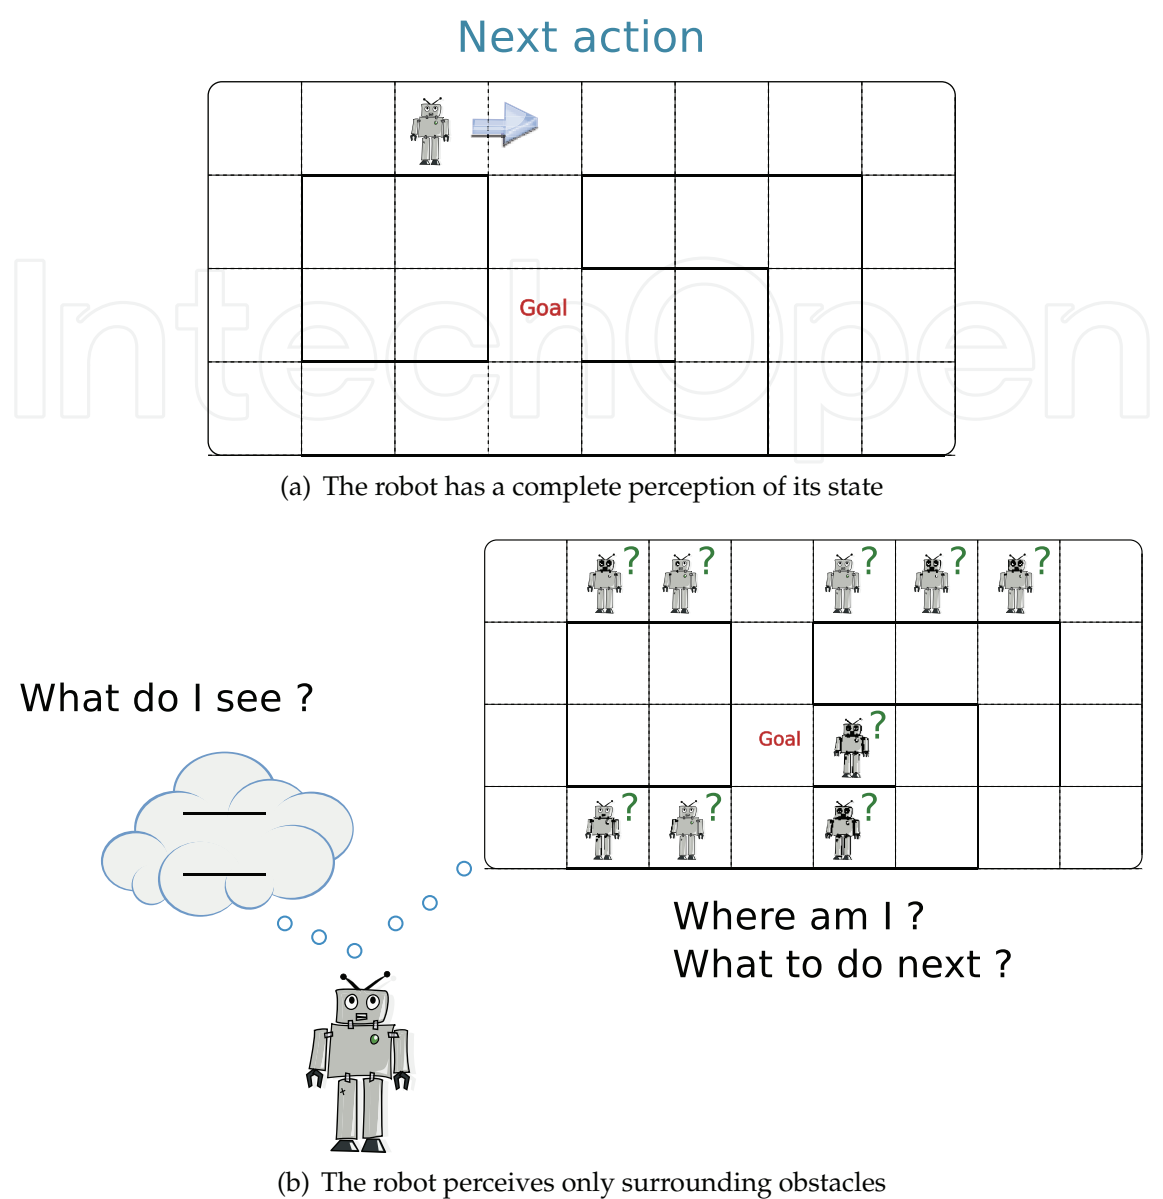 Next action
Goal
IntechOpen
(a) The robot has a complete perception of its state
? ? ? ? ?
What do I see ?
Goal ?
? ? ?
Where am I ?
What to do next ?
(b) The robot perceives only surrounding obstacles